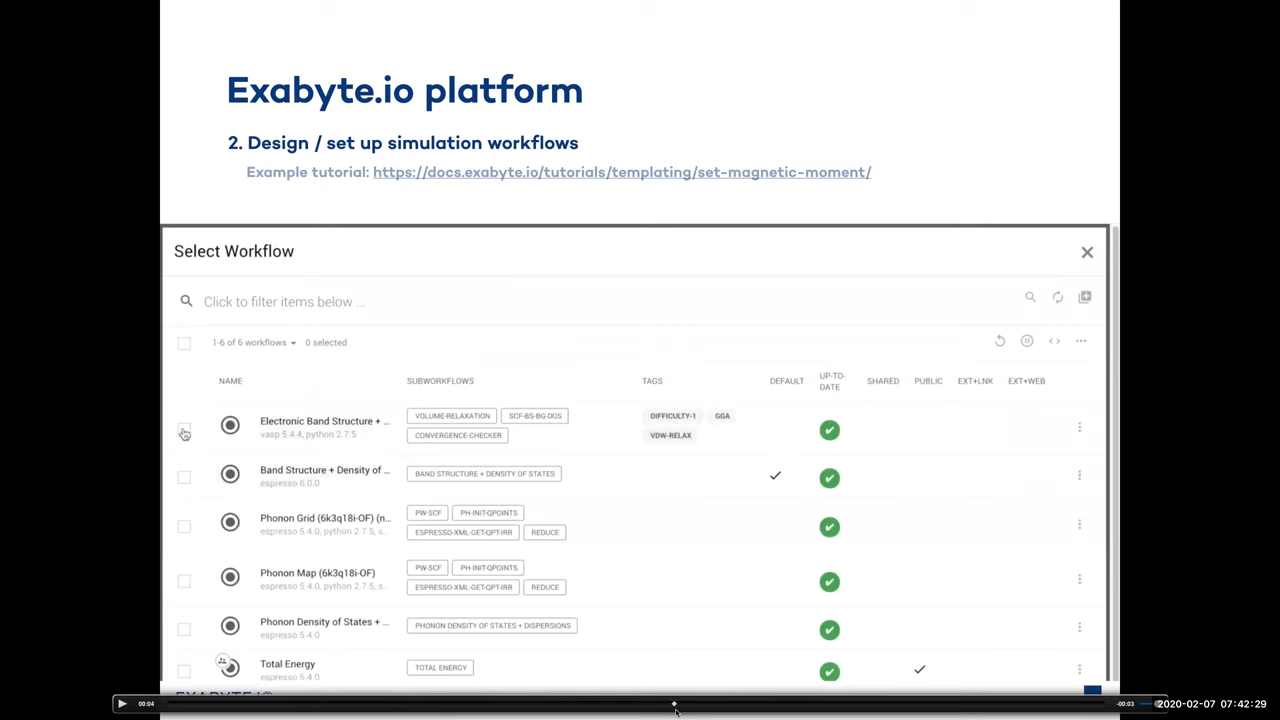 Exabyte.io platform
2. Design / set up simulation workflows
Example tutorial: https://docs.exabyte.io/tutorials/templating/set-magnetic-moment/
Select Workflow
Click to filter items below ...
1-6 of 6 workflows 0 selected
NAME SUBWORKFLOWS TAGS DEFAULT UP-TO-DATE SHARED PUBLIC EXT+LNK EXT+WEB
Electronic Band Structure + ... VOLUME-RELAXATION SCF-BS-BG-DOS DIFFICULTY-1 GGA
vasp 5.4.4, python 2.7.5 CONVERGENCE-CHECKER VDW-RELAX
Band Structure + Density of ... BAND STRUCTURE + DENSITY OF STATES
espresso 6.0.0
Phonon Grid (6k3q18i-OF) (n... PW-SCF PH-INIT-QPOINTS
espresso 5.4.0, python 2.7.5, s... ESPRESSO-XML-GET-QPT-IRR REDUCE
Phonon Map (6k3q18i-OF) PW-SCF PH-INIT-QPOINTS
espresso 5.4.0, python 2.7.5, s... ESPRESSO-XML-GET-QPT-IRR REDUCE
Phonon Density of States + ... PHONON DENSITY OF STATES + DISPERSIONS
espresso 5.4.0
Total Energy TOTAL ENERGY
espresso 5.4.0
00:04 -00:03 2020-02-07 07:42:29